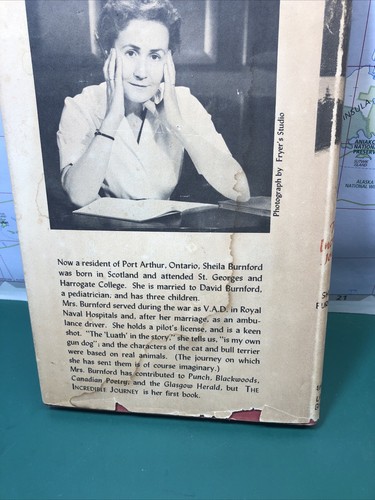 Photograph by Fryer's Studio
Now a resident of Port Arthur, Ontario, Sheila Burnford
was born in Scotland and attended St. Georges and
Harrogate College. She is married to David Burnford,
a pediatrician, and has three children.
Mrs. Burnford served during the war as V.A.D. in Royal
Naval Hospitals and, after her marriage, as an ambu-
lance driver. She holds a pilot's license, and is a keen
shot. "The 'Luath' in the story," she tells us, "is my own
gun dog"; and the characters of the cat and bull terrier
were based on real animals. (The journey on which
she has sent them is of course imaginary.)
Mrs. Burnford has contributed to Punch, Blackwoods,
Canadian Poetry, and the Glasgow Herald, but THE
INCREDIBLE JOURNEY is her first book.
INSULA
NATIONAL
ALASKA
NATIONAL
21